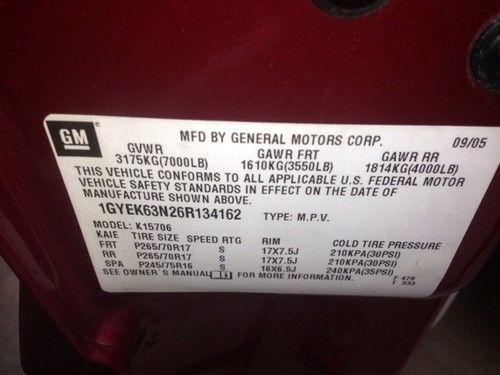 GM
MFD BY GENERAL MOTORS CORP. 09/05
GVWR GAWR FRT GAWR RR
3175KG(7000LB) 1610KG(3550LB) 1814KG(4000LB)
THIS VEHICLE CONFORMS TO ALL APPLICABLE U.S. FEDERAL MOTOR
VEHICLE SAFETY STANDARDS IN EFFECT ON THE DATE OF
MANUFACTURE SHOWN ABOVE.
1GYEK63N26R134162 TYPE: M.P.V.
MODEL: K15706
KAIE TIRE SIZE SPEED RTG RIM COLD TIRE PRESSURE
FRT P265/70R17 S 17X7.5J 210KPA(30PSI)
RR P265/70R17 S 17X7.5J 210KPA(30PSI)
SPA P245/75R16 S 16X6.5J 240KPA(35PSI)
SEE OWNER'S MANUAL FOR MORE INFORMATION. F 479
T 333